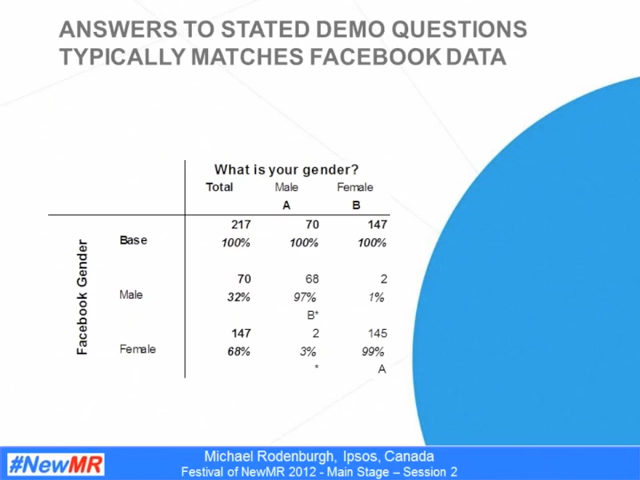 ANSWERS TO STATED DEMO QUESTIONS
TYPICALLY MATCHES FACEBOOK DATA
What is your gender?
Total Male Female
A B
217 70 147
Base 100% 100% 100%
Facebook Gender
70 68 2
Male 32% 97% 1%
B*
147 2 145
Female 68% 3% 99%
* A
#NewMR
Michael Rodenburgh, Ipsos, Canada
Festival of NewMR 2012 - Main Stage – Session 2